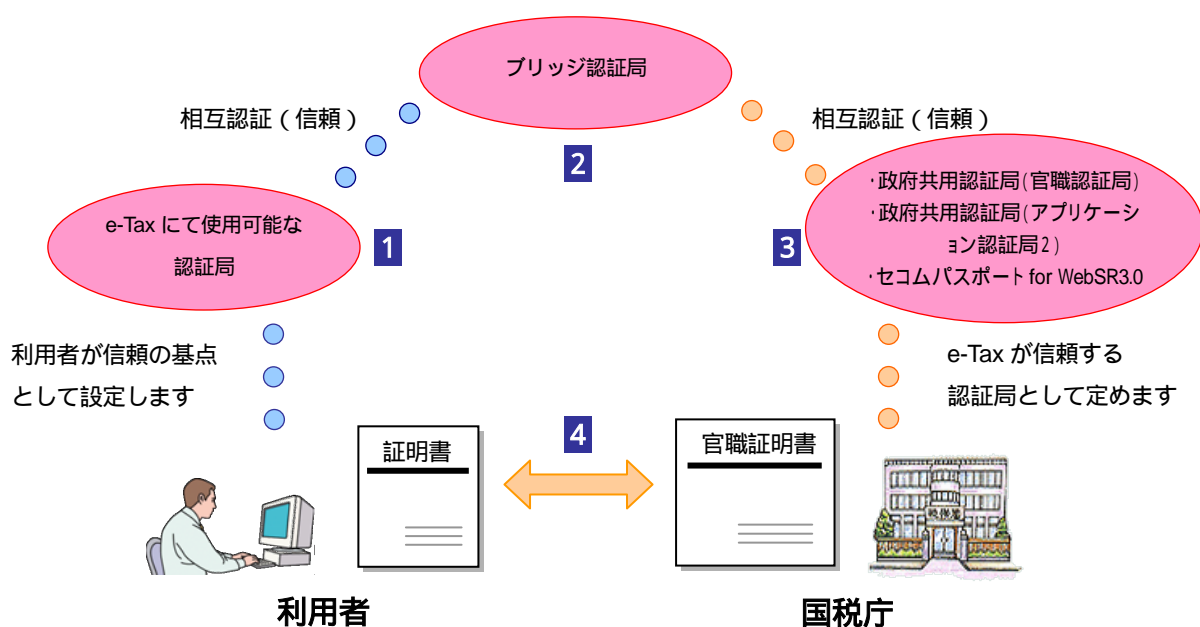 ブリッジ認証局
相互認証（信頼）
相互認証（信頼）
2
・政府共用認証局(官職認証局)
・政府共用認証局(アプリケーシ
ョン認証局2)
・セコムパスポート for WebSR3.0
e-Tax にて使用可能な
認証局
1
3
利用者が信頼の基点
として設定します
e-Tax が信頼する
認証局として定めます
4
証明書
官職証明書
税務署
利用者
国税庁